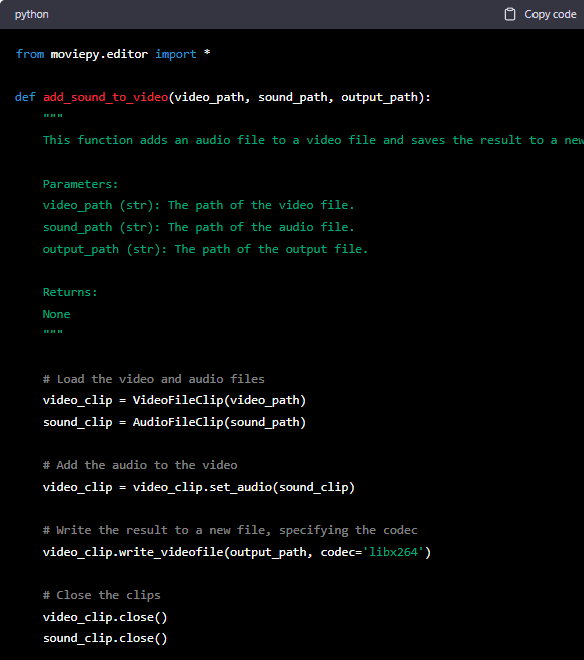 python
Copy code
from moviepy.editor import *
def add_sound_to_video(video_path, sound_path, output_path):
"""
This function adds an audio file to a video file and saves the result to a new
Parameters:
video_path (str): The path of the video file.
sound_path (str): The path of the audio file.
output_path (str): The path of the output file.
Returns:
None
"""
# Load the video and audio files
video_clip = VideoFileClip(video_path)
sound_clip = AudioFileClip(sound_path)
# Add the audio to the video
video_clip = video_clip.set_audio(sound_clip)
# Write the result to a new file, specifying the codec
video_clip.write_videofile(output_path, codec='libx264')
# Close the clips
video_clip.close()
sound_clip.close()